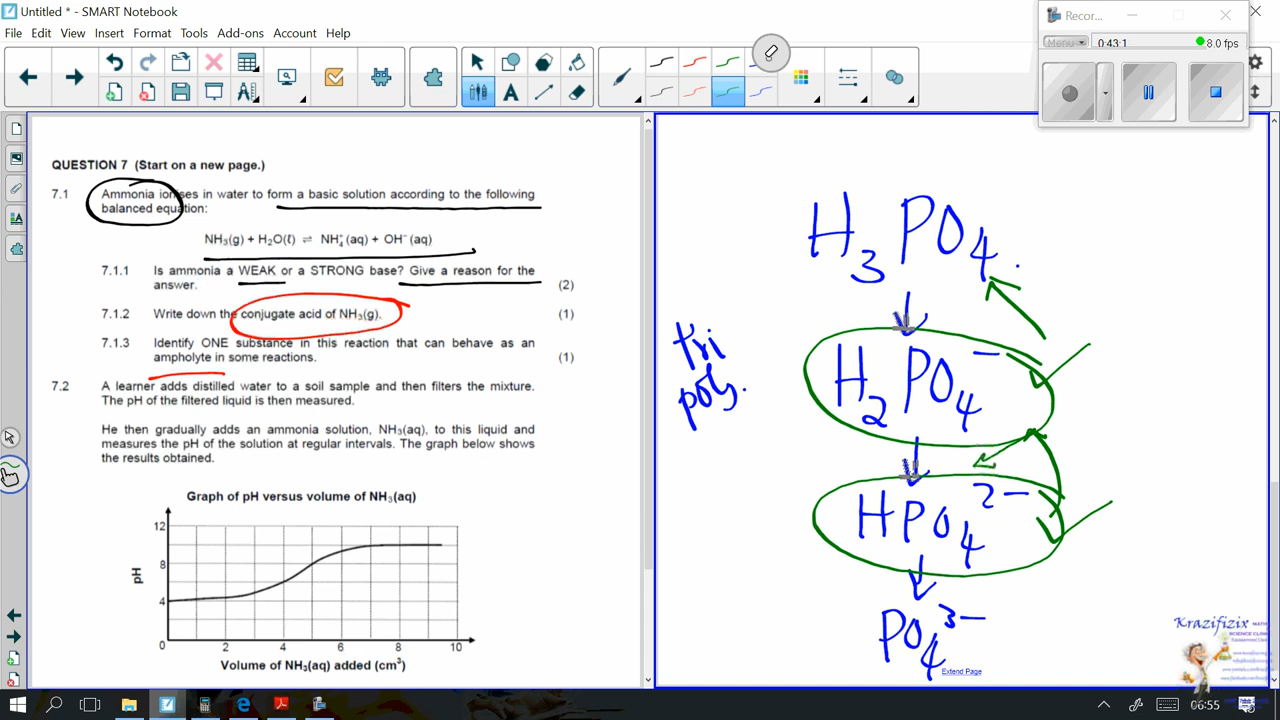 Untitled * - SMART Notebook
File Edit View Insert Format Tools Add-ons Account Help
Recor...
Menu
0:43:1
8.0 fps
QUESTION 7 (Start on a new page.)
7.1 Ammonia ionises in water to form a basic solution according to the following
balanced equation:
NH₃(g) + H₂O(ℓ) ⇌ NH₄⁺(aq) + OH⁻(aq)
7.1.1 Is ammonia a WEAK or a STRONG base? Give a reason for the
answer. (2)
7.1.2 Write down the conjugate acid of NH₃(g). (1)
7.1.3 Identify ONE substance in this reaction that can behave as an
ampholyte in some reactions. (1)
7.2 A learner adds distilled water to a soil sample and then filters the mixture.
The pH of the filtered liquid is then measured.
He then gradually adds an ammonia solution, NH₃(aq), to this liquid and
measures the pH of the solution at regular intervals. The graph below shows
the results obtained.
Graph of pH versus volume of NH₃(aq)
12
8
4
0 2 4 6 8 10
pH
Volume of NH₃(aq) added (cm³)
H₃PO₄.
tri
H₂PO₄⁻
HPO₄²⁻
PO₄³⁻
Extend Page
Krazifizix
MATH
SCIENCE CLINIC
06:55